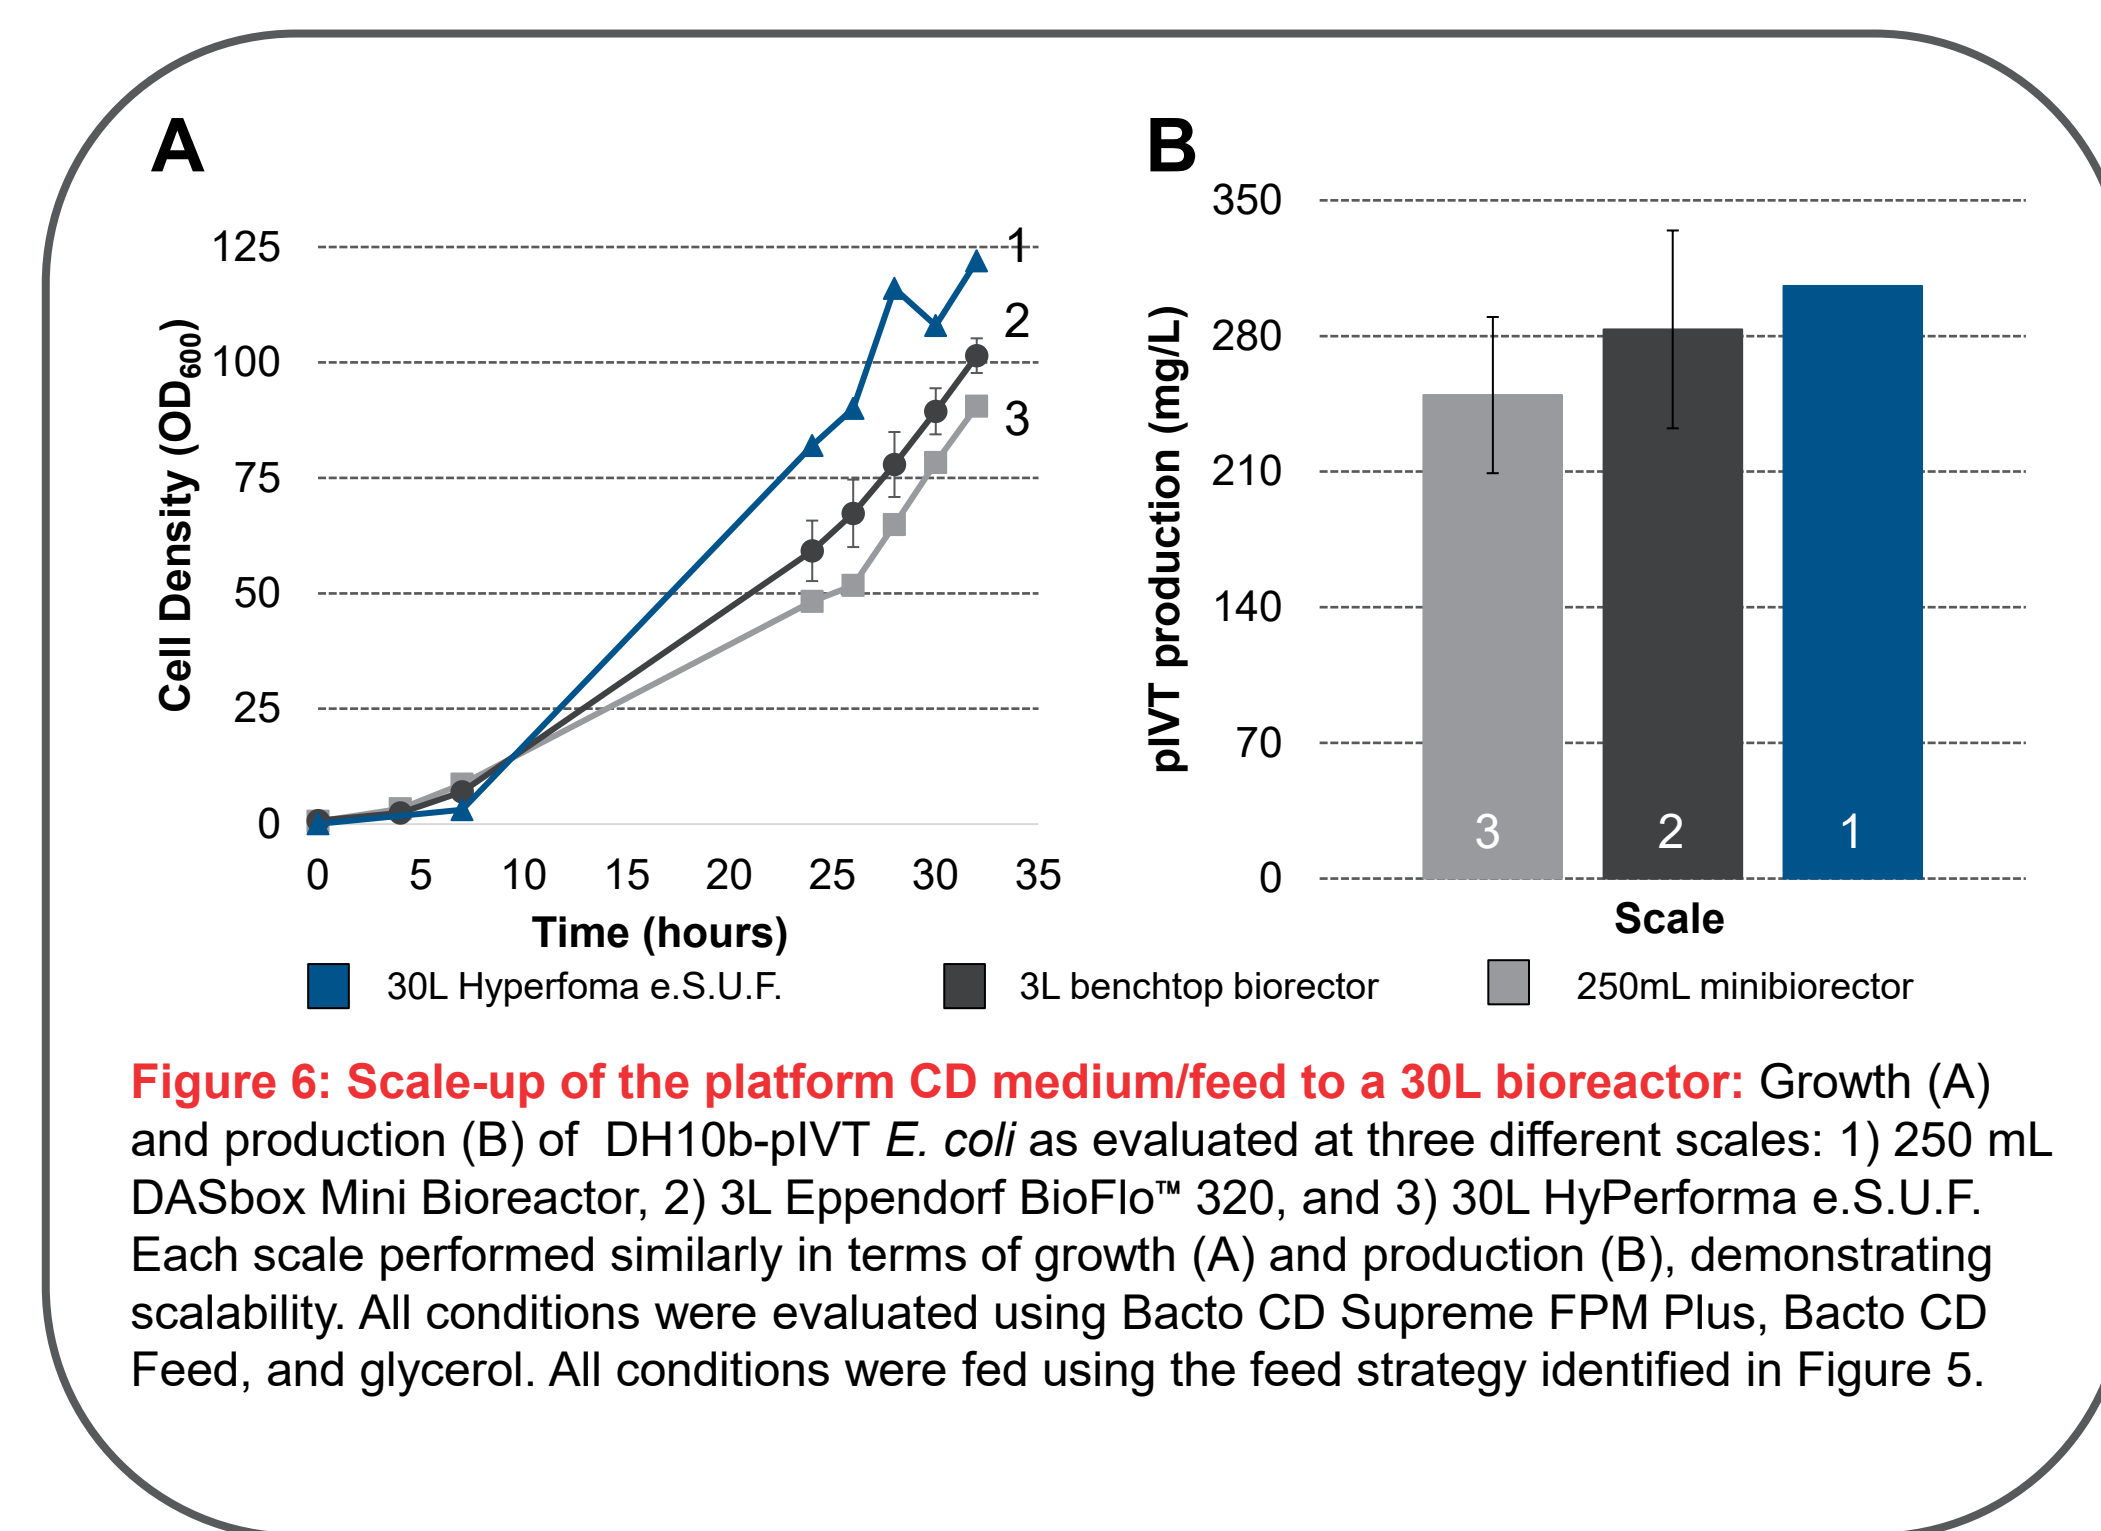 A
125
100
75
50
25
0
Cell Density (OD600)
0 5 10 15 20 25 30 35
Time (hours)
1
2
3
B
350
280
210
140
70
0
pIVT production (mg/L)
3 2 1
Scale
30L Hyperfoma e.S.U.F. 3L benchtop biorector 250mL minibiorector
Figure 6: Scale-up of the platform CD medium/feed to a 30L bioreactor: Growth (A)
and production (B) of DH10b-pIVT E. coli as evaluated at three different scales: 1) 250 mL
DASbox Mini Bioreactor, 2) 3L Eppendorf BioFlo™ 320, and 3) 30L HyPerforma e.S.U.F.
Each scale performed similarly in terms of growth (A) and production (B), demonstrating
scalability. All conditions were evaluated using Bacto CD Supreme FPM Plus, Bacto CD
Feed, and glycerol. All conditions were fed using the feed strategy identified in Figure 5.